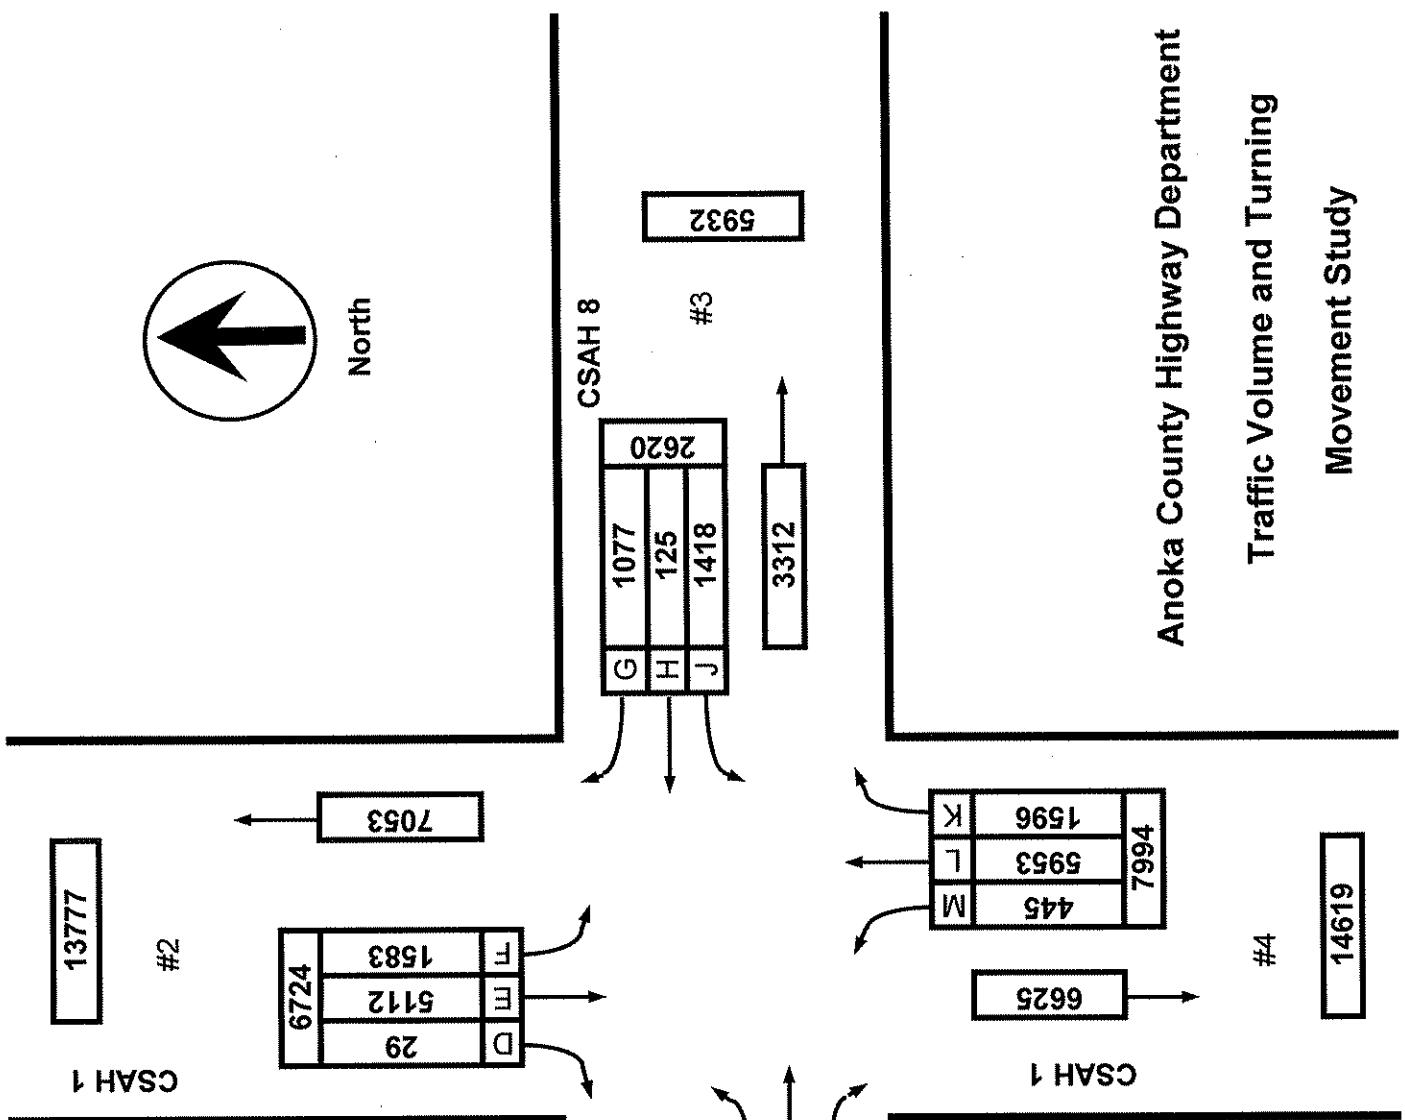 North
CSAH 8
#3
5932
2620
G 1077
H 125
J 1418
3312
13777
#2
CSAH 1
7053
6724
1583 F
5112 E
29 D
K 1596
L 5953
M 445
7994
6625
#4
14619
CSAH 1
Anoka County Highway Department
Traffic Volume and Turning
Movement Study